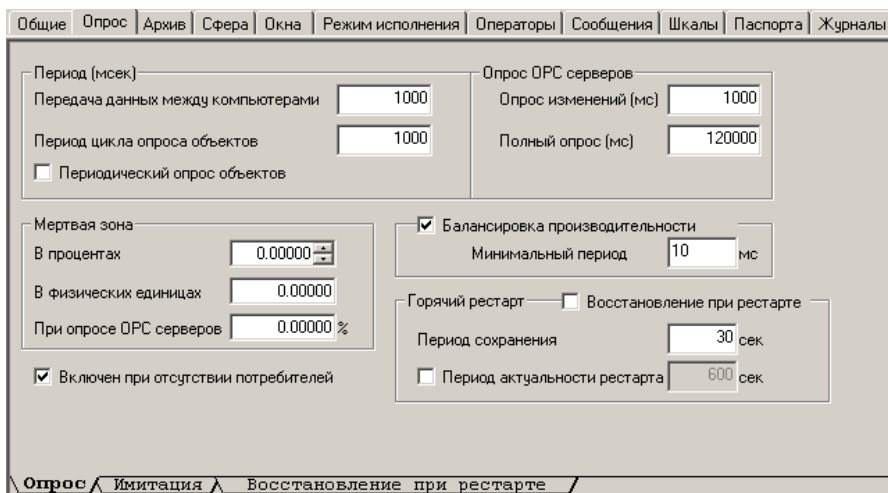 Общие Опрос Архив Сфера Окна Режим исполнения Операторы Сообщения Шкалы Паспорта Журналы
Период (мсек)
Передача данных между компьютерами 1000
Период цикла опроса объектов 1000
Периодический опрос объектов
Опрос ОРС серверов
Опрос изменений (мс) 1000
Полный опрос (мс) 120000
Мертвая зона
В процентах 0.00000
В физических единицах 0.00000
При опросе ОРС серверов 0.00000 %
Включен при отсутствии потребителей
Балансировка производительности
Минимальный период 10 мс
Горячий рестарт Восстановление при рестарте
Период сохранения 30 сек
Период актуальности рестарта 600 сек
Опрос Имитация Восстановление при рестарте